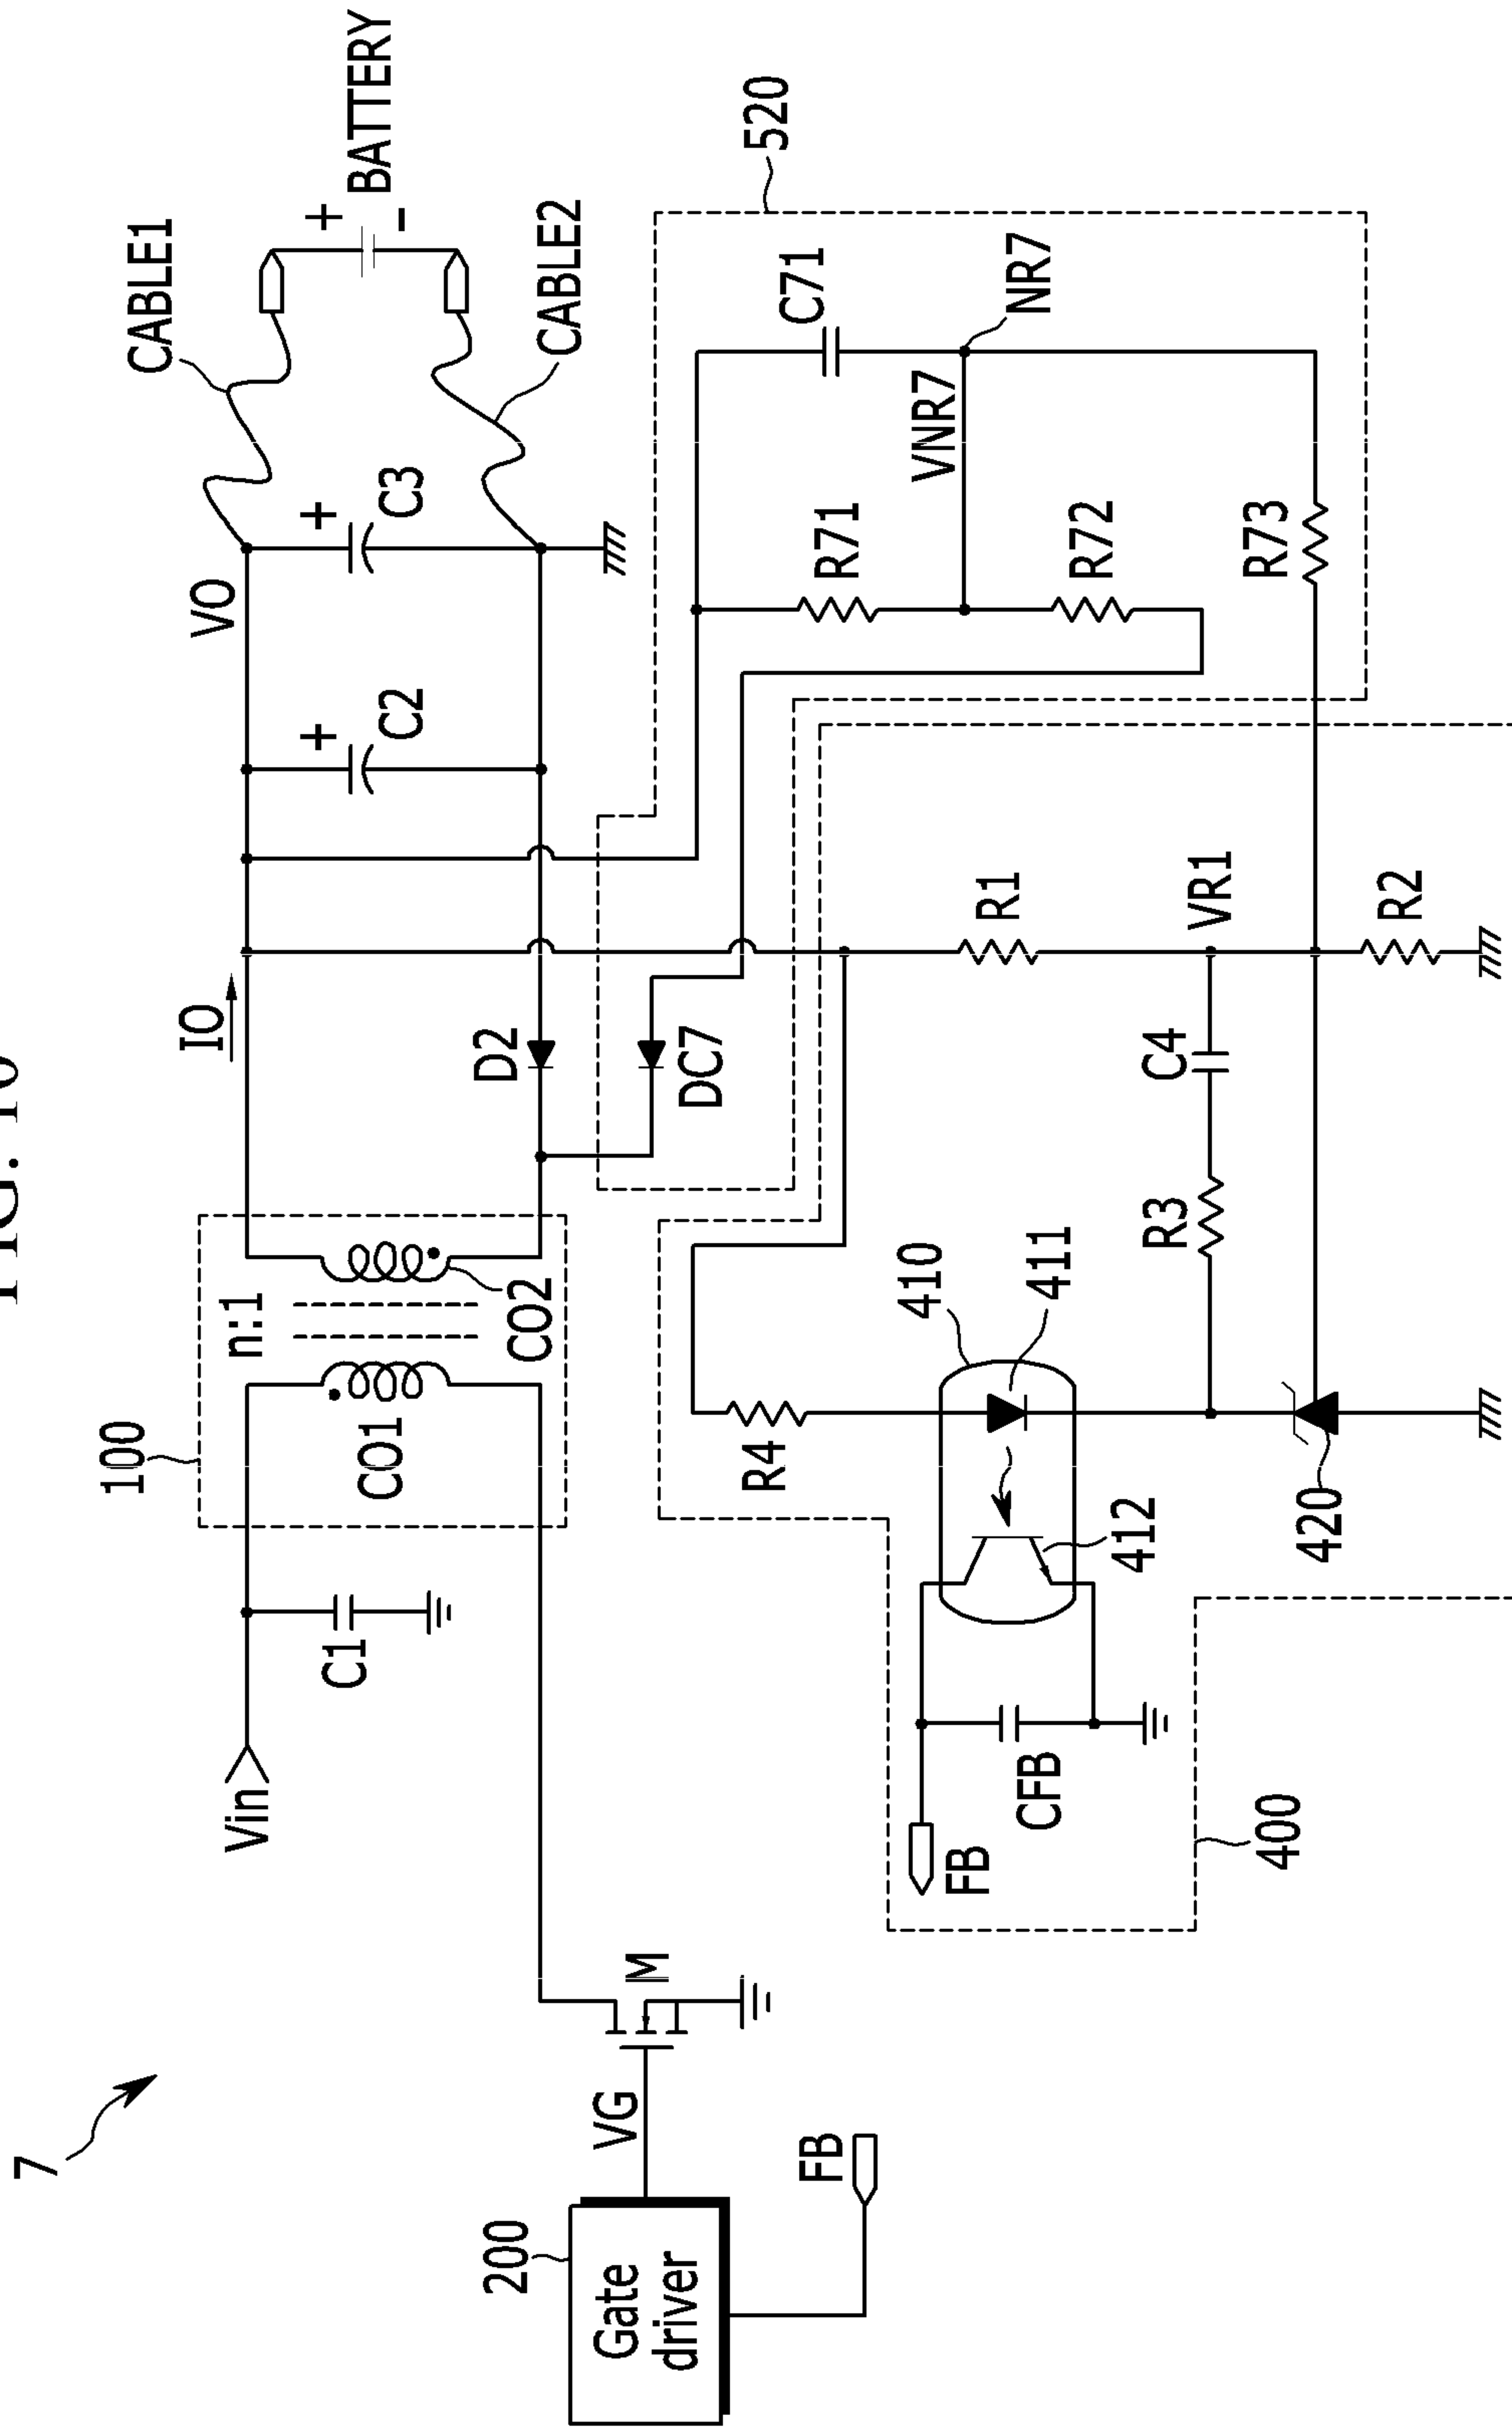 7
100
n:1
IO
VO
CABLE1
BATTERY
+
-
Vin
C1
CO1
CO2
D2
+
C2
+
C3
CABLE2
200
Gate
driver
VG
M
FB
DC7
520
C71
R71
VNR7
NR7
R72
R73
R4
410
411
412
FB
CFB
400
R3
C4
R1
VR1
R2
420